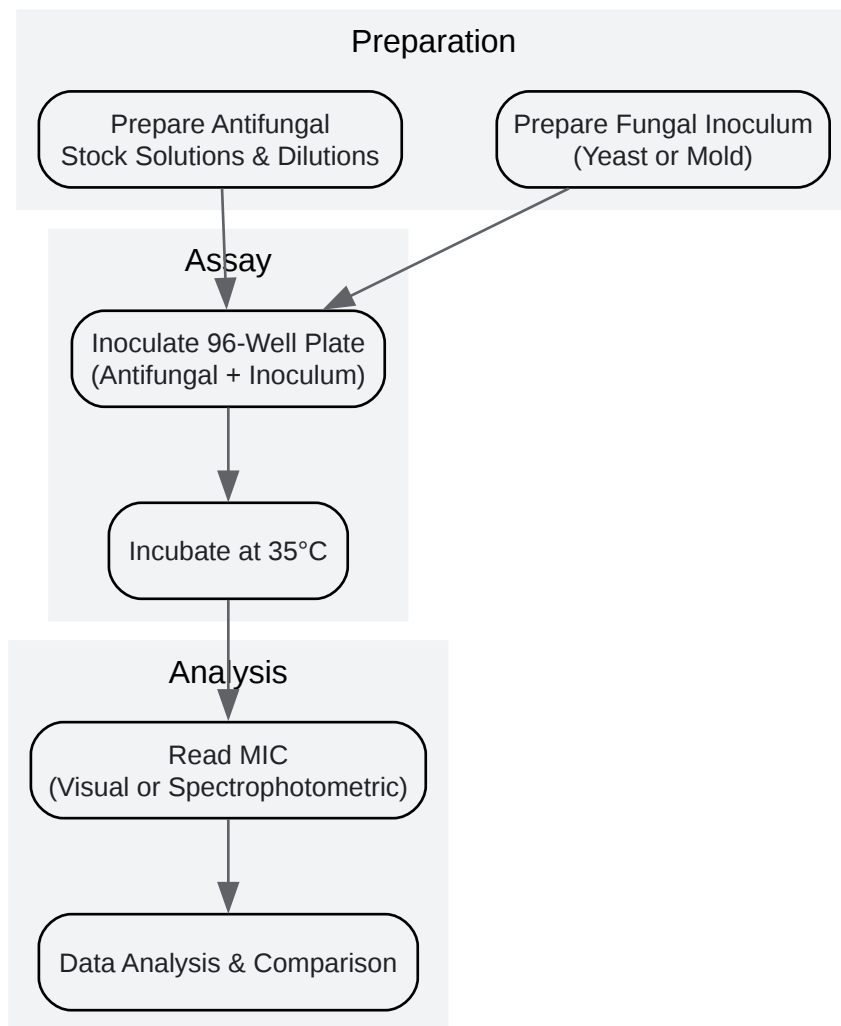 Preparation
Prepare Antifungal
Stock Solutions & Dilutions
Prepare Fungal Inoculum
(Yeast or Mold)
Assay
Inoculate 96-Well Plate
(Antifungal + Inoculum)
Incubate at 35°C
Analysis
Read MIC
(Visual or Spectrophotometric)
Data Analysis & Comparison